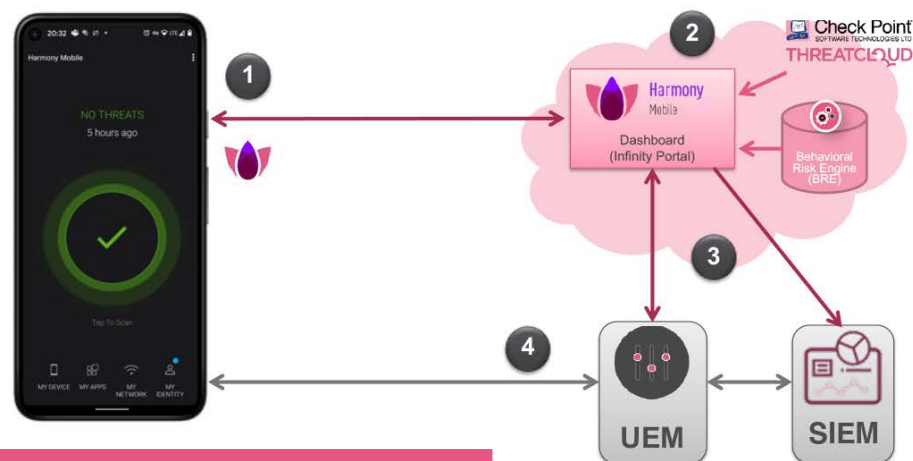 20:32
LTE
Harmony Mobile
NO THREATS
5 hours ago
Tap To Scan
MY DEVICE
MY APPS
MY
NETWORK
MY
IDENTITY
1
2
Check Point
SOFTWARE TECHNOLOGIES LTD
THREATCLOUD
Harmony
Mobile
Dashboard
(Infinity Portal)
Behavioral
Risk Engine
(BRE)
3
4
UEM
SIEM